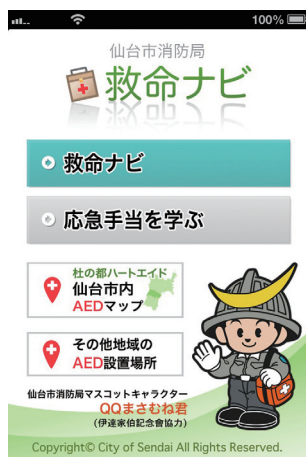 100%
仙台市消防局
救命ナビ
救命ナビ
応急手当を学ぶ
杜の都ハートエイド
仙台市内
AEDマップ
その他地域の
AED設置場所
仙台市消防局マスコットキャラクター
QQまさむね君
(伊達家伯記念會協力)
Copyright© City of Sendai All Rights Reserved.